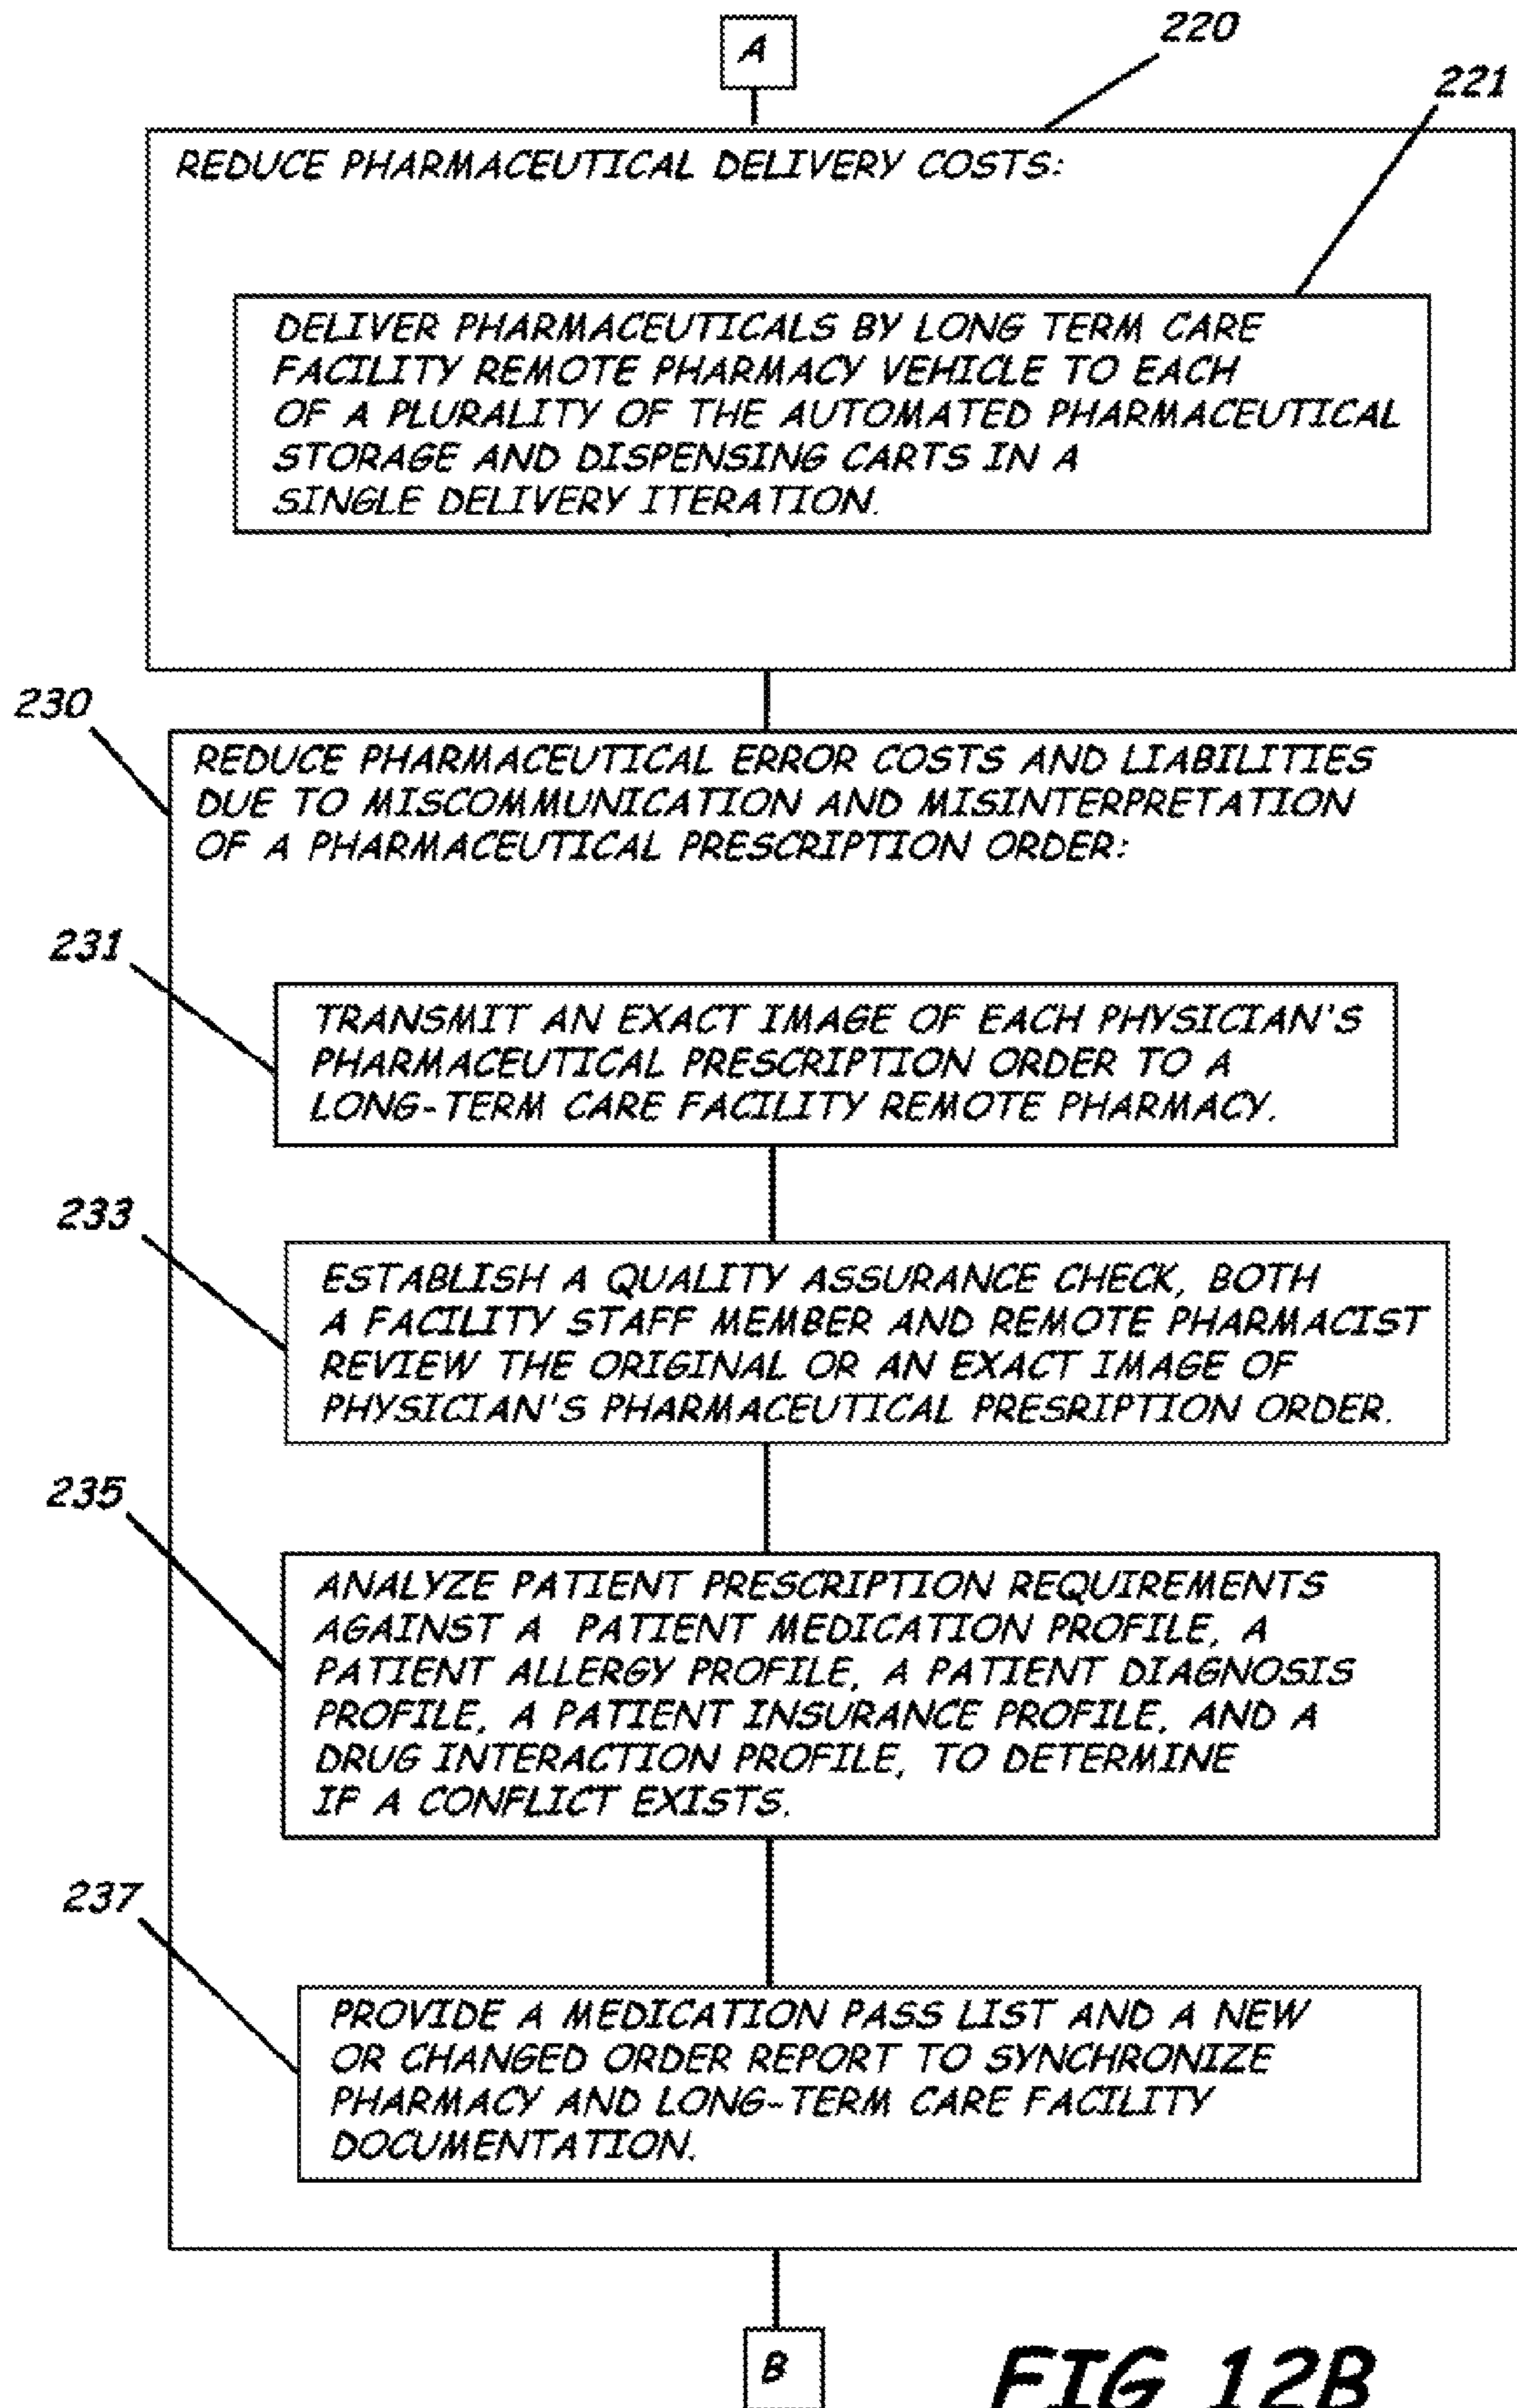 A
220
221
REDUCE PHARMACEUTICAL DELIVERY COSTS:
DELIVER PHARMACEUTICALS BY LONG TERM CARE
FACILITY REMOTE PHARMACY VEHICLE TO EACH
OF A PLURALITY OF THE AUTOMATED PHARMACEUTICAL
STORAGE AND DISPENSING CARTS IN A
SINGLE DELIVERY ITERATION.
230
REDUCE PHARMACEUTICAL ERROR COSTS AND LIABILITIES
DUE TO MISCOMMUNICATION AND MISINTERPRETATION
OF A PHARMACEUTICAL PRESCRIPTION ORDER:
231
TRANSMIT AN EXACT IMAGE OF EACH PHYSICIAN'S
PHARMACEUTICAL PRESCRIPTION ORDER TO A
LONG-TERM CARE FACILITY REMOTE PHARMACY.
233
ESTABLISH A QUALITY ASSURANCE CHECK, BOTH
A FACILITY STAFF MEMBER AND REMOTE PHARMACIST
REVIEW THE ORIGINAL OR AN EXACT IMAGE OF
PHYSICIAN'S PHARMACEUTICAL PRESRIPTION ORDER.
235
ANALYZE PATIENT PRESCRIPTION REQUIREMENTS
AGAINST A PATIENT MEDICATION PROFILE, A
PATIENT ALLERGY PROFILE, A PATIENT DIAGNOSIS
PROFILE, A PATIENT INSURANCE PROFILE, AND A
DRUG INTERACTION PROFILE, TO DETERMINE
IF A CONFLICT EXISTS.
237
PROVIDE A MEDICATION PASS LIST AND A NEW
OR CHANGED ORDER REPORT TO SYNCHRONIZE
PHARMACY AND LONG-TERM CARE FACILITY
DOCUMENTATION.
B
FIG 12B